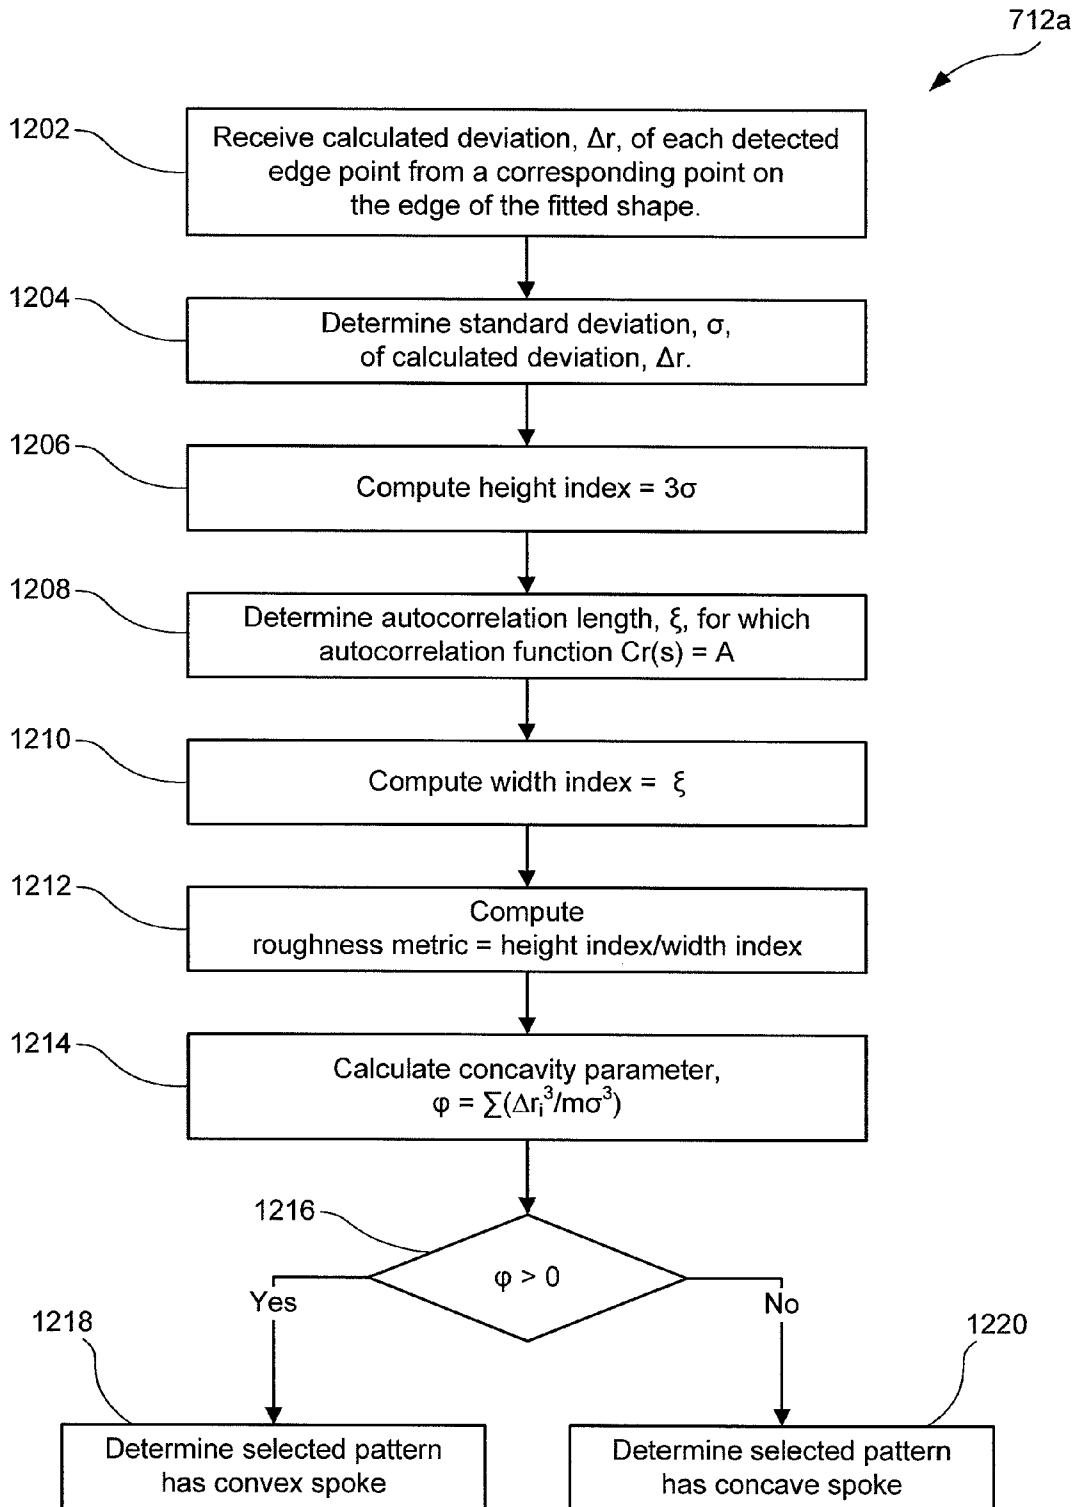 712a
1202
Receive calculated deviation, Δr, of each detected
edge point from a corresponding point on
the edge of the fitted shape.
1204
Determine standard deviation, σ,
of calculated deviation, Δr.
1206
Compute height index = 3σ
1208
Determine autocorrelation length, ξ, for which
autocorrelation function Cr(s) = A
1210
Compute width index = ξ
1212
Compute
roughness metric = height index/width index
1214
Calculate concavity parameter,
φ = ∑(Δrᵢ³/mσ³)
1216
φ > 0
Yes
No
1218
1220
Determine selected pattern
has convex spoke
Determine selected pattern
has concave spoke